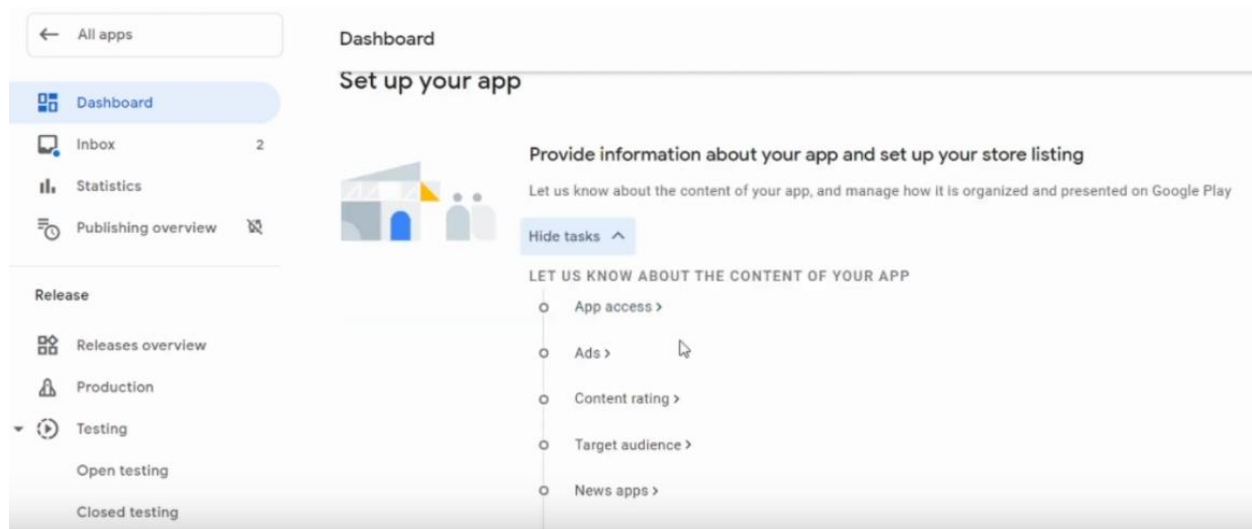 All apps
Dashboard
Inbox 2
Statistics
Publishing overview
Release
Releases overview
Production
Testing
Open testing
Closed testing
Dashboard
Set up your app
Provide information about your app and set up your store listing
Let us know about the content of your app, and manage how it is organized and presented on Google Play
Hide tasks
LET US KNOW ABOUT THE CONTENT OF YOUR APP
App access >
Ads >
Content rating >
Target audience >
News apps >